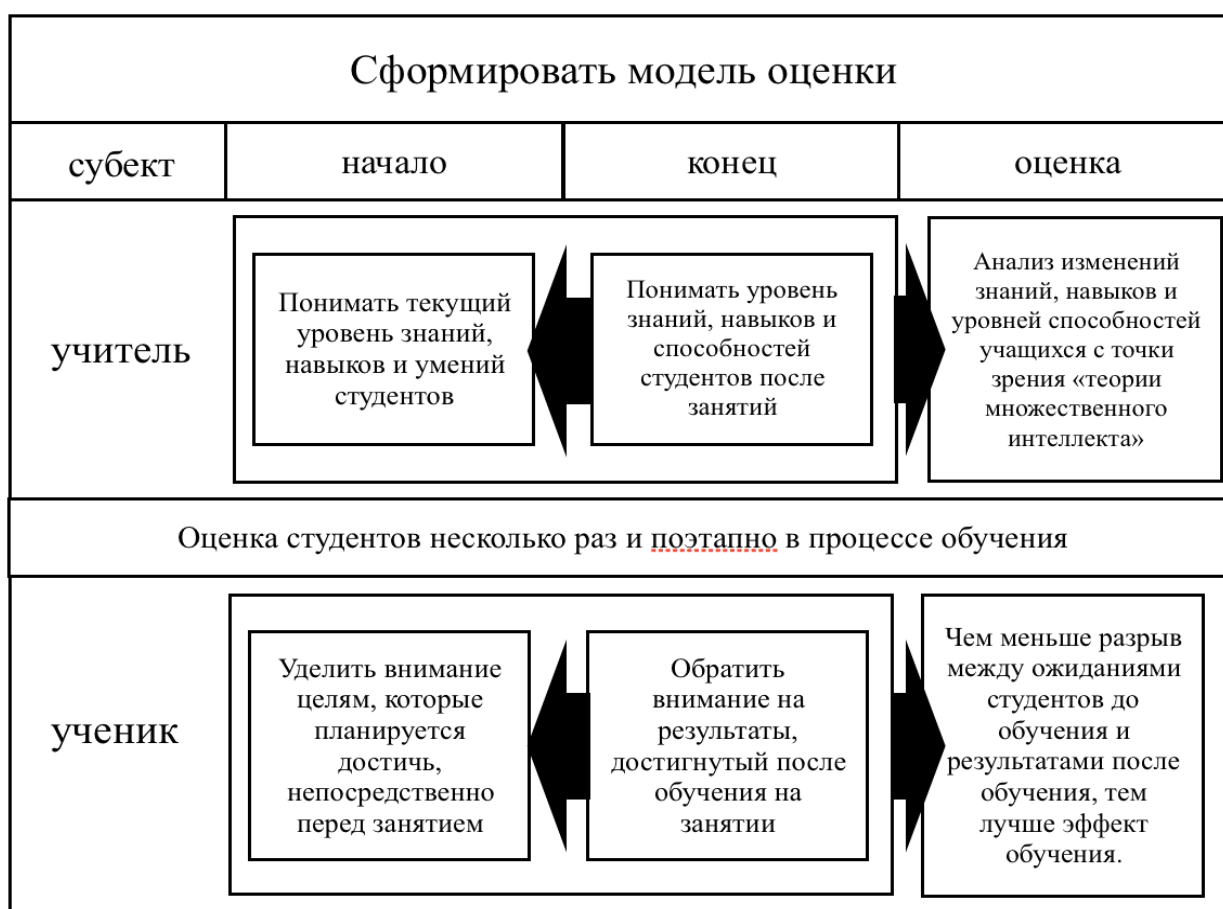 Сформировать модель оценки
субект
начало
конец
оценка
учитель
Понимать текущий
уровень знаний,
навыков и умений
студентов
Понимать уровень
знаний, навыков и
способностей
студентов после
занятий
Анализ изменений
знаний, навыков и
уровней способностей
учащихся с точки
зрения «теории
множественного
интеллекта»
Оценка студентов несколько раз и поэтапно в процессе обучения
ученик
Уделить внимание
целям, которые
планируется
достичь,
непосредственно
перед занятием
Обратить
внимание на
результаты,
достигнутый после
обучения на
занятии
Чем меньше разрыв
между ожиданиями
студентов до
обучения и
результатами после
обучения, тем
лучше эффект
обучения.